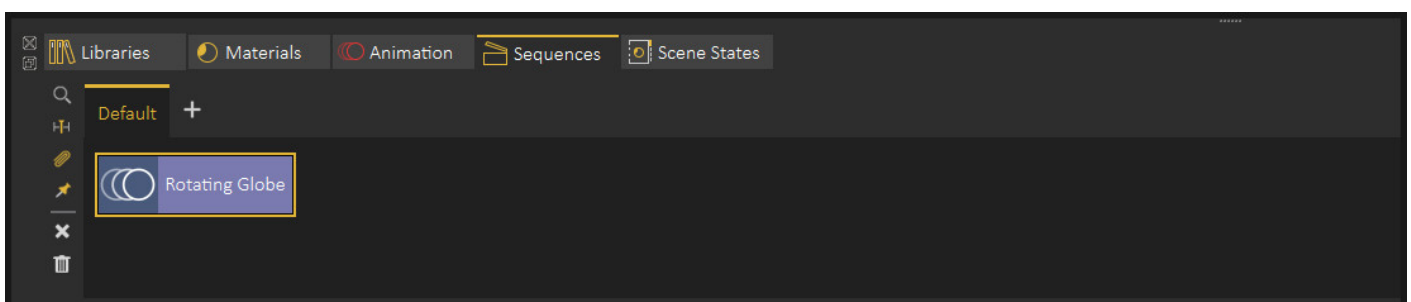 Libraries Materials Animation Sequences Scene States
Default +
Rotating Globe